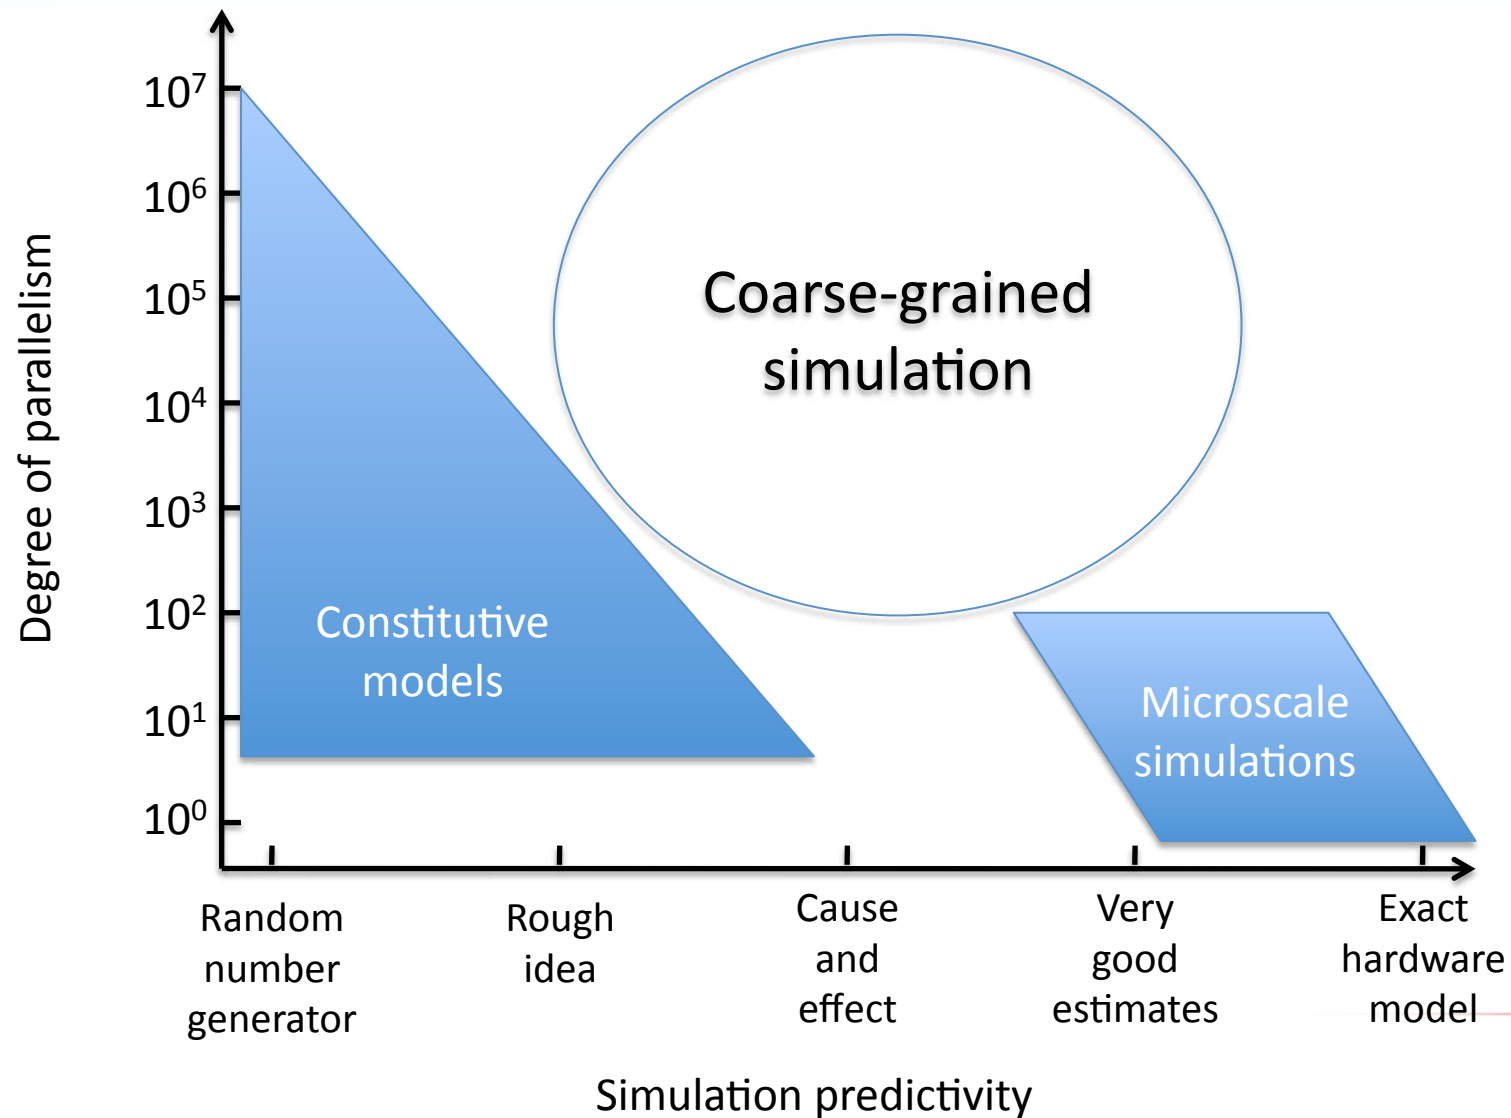 Degree of parallelism
10⁷
10⁶
10⁵
10⁴
10³
10²
10¹
10⁰
Coarse-grained
simulation
Constitutive
models
Microscale
simulations
Random
number
generator
Rough
idea
Cause
and
effect
Very
good
estimates
Exact
hardware
model
Simulation predictivity